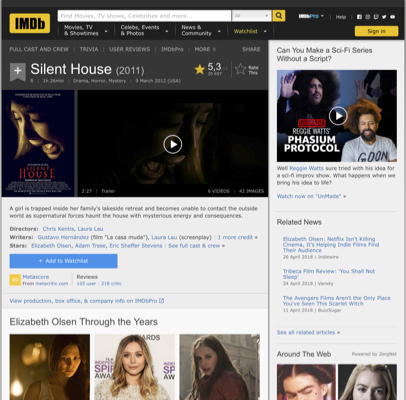 IMDb
Find Movies, TV shows, Celebrities and more...
All
IMDbPro
Help
Movies, TV & Showtimes
Celebs, Events & Photos
News & Community
Watchlist
Sign in
FULL CAST AND CREW | TRIVIA | USER REVIEWS | IMDbPro | MORE
SHARE
Silent House (2011)
5,3
Rate This
R | 1h 26min | Drama, Horror, Mystery | 9 March 2012 (USA)
SILENT HOUSE
2:27 | Trailer
6 VIDEOS | 42 IMAGES
A girl is trapped inside her family's lakeside retreat and becomes unable to contact the outside
world as supernatural forces haunt the house with mysterious energy and consequences.
Directors: Chris Kentis, Laura Lau
Writers: Gustavo Hernández (film "La casa muda"), Laura Lau (screenplay) | 1 more credit »
Stars: Elizabeth Olsen, Adam Trese, Eric Sheffer Stevens | See full cast & crew »
+ Add to Watchlist
Metascore
From metacritic.com
Reviews
View production, box office, & company info on IMDbPro
Elizabeth Olsen Through the Years
Can You Make a Sci-Fi Series
Without a Script?
REGGIE WATTS'
PHASIUM
PROTOCOL
Well Reggie Watts sure tried with his idea for
a sci-fi improv show. What happens when we
bring his idea to life?
Watch now on "UnMade" »
Related News
Elizabeth Olsen: Netflix Isn't Killing
Cinema, It's Helping Indie Films Find
Their Audience
26 April 2018 | Indiewire
Tribeca Film Review: 'You Shall Not
Sleep'
24 April 2018 | Variety
The Avengers Films Aren't the Only Place
You've Seen This Scarlet Witch
11 April 2018 | BuzzSugar
See all related articles »
Around The Web | Powered by ZergNet